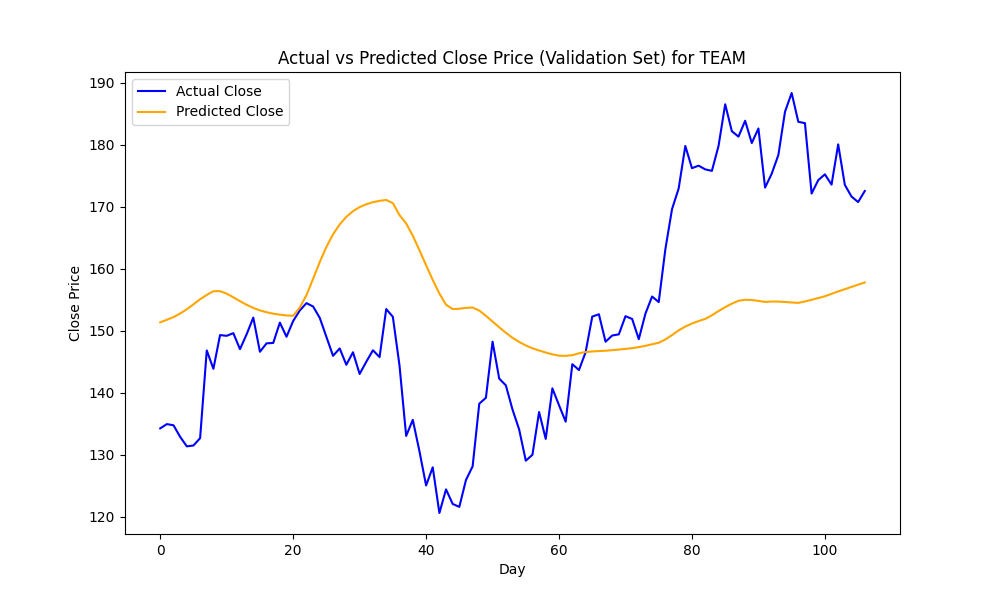 Actual vs Predicted Close Price (Validation Set) for TEAM
Actual Close
Predicted Close
Close Price
190
180
170
160
150
140
130
120
0 20 40 60 80 100
Day